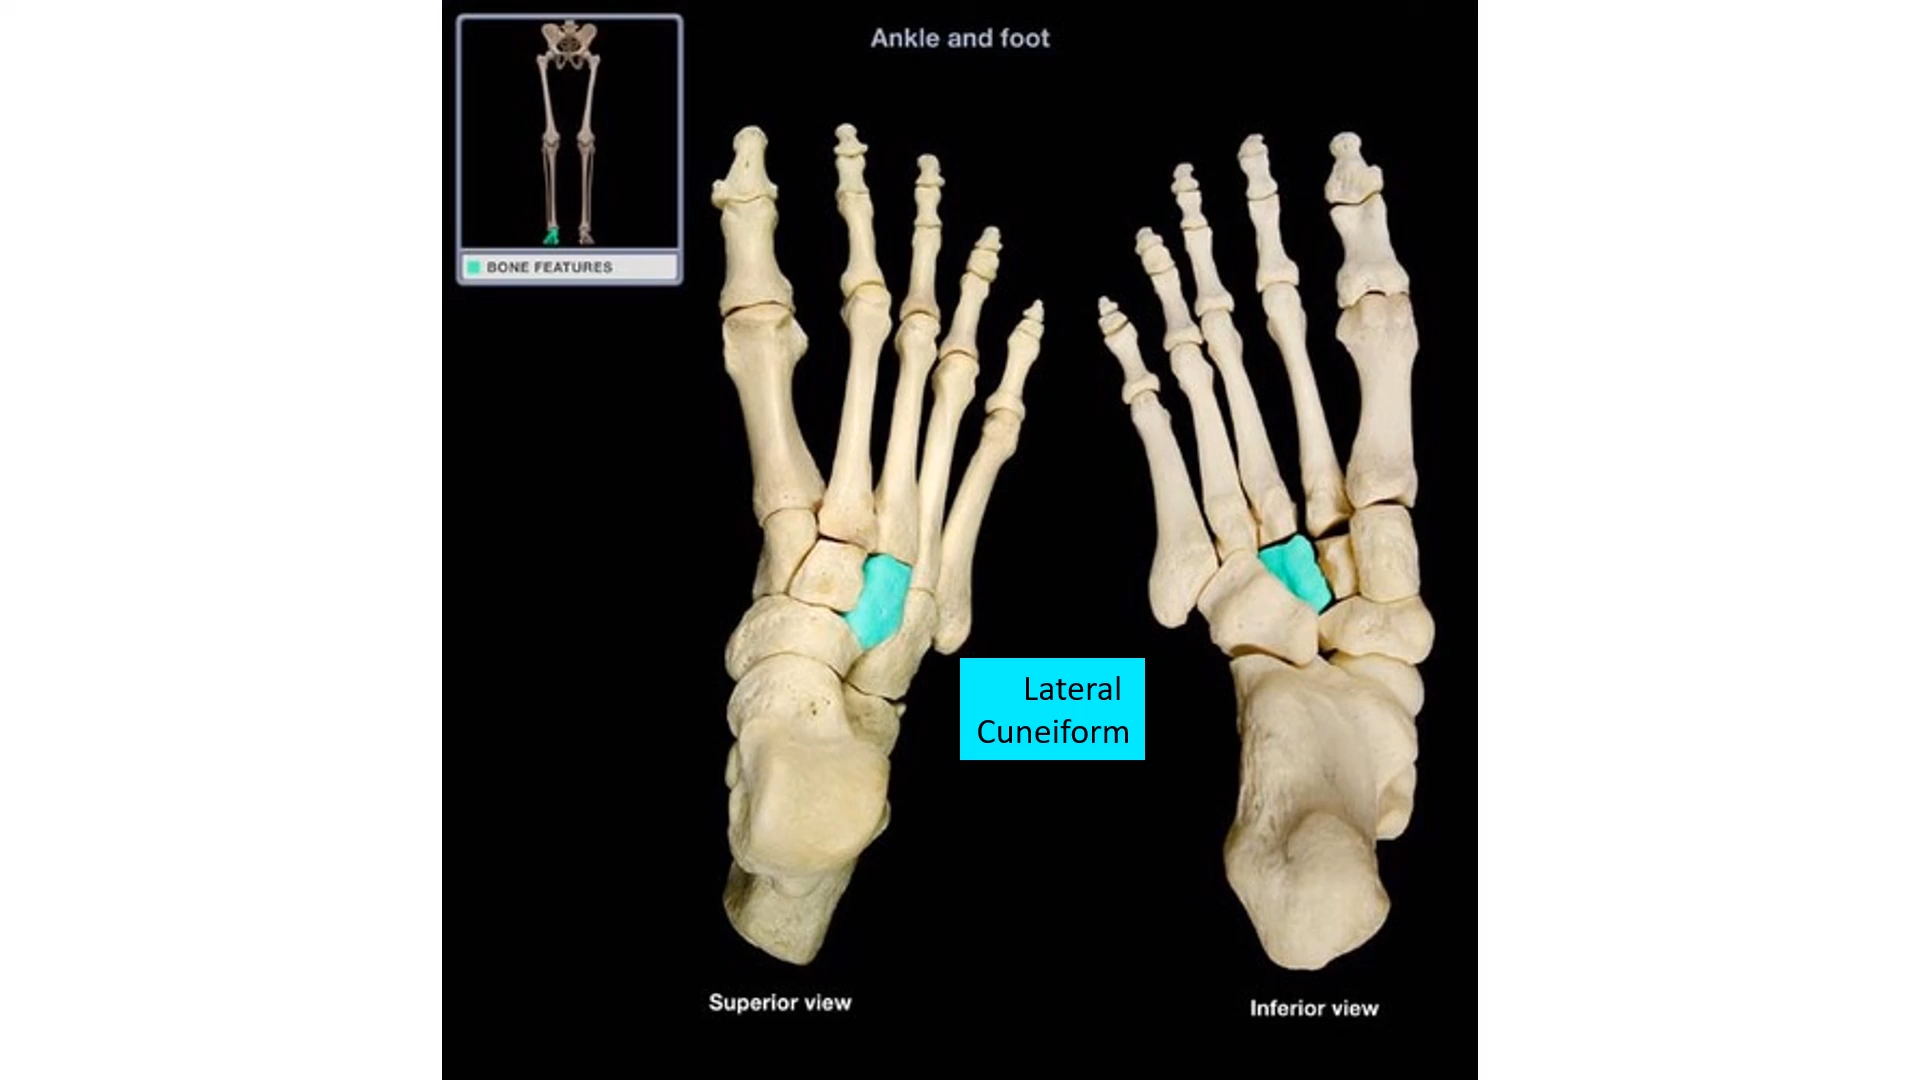 Ankle and foot
BONE FEATURES
Lateral
Cuneiform
Superior view
Inferior view